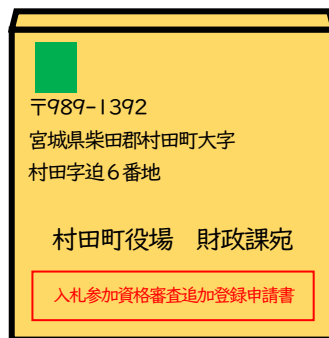 〒989-1392
宮城県柴田郡村田町大字
村田字迫6番地
村田町役場　財政課宛
入札参加資格審査追加登録申請書